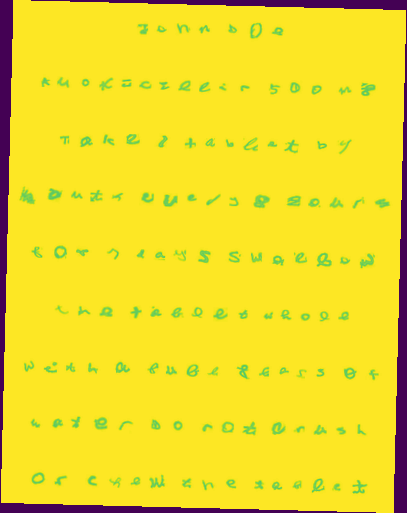 John Doe
Amoxicillin 500 mg
Take 1 tablet by
mouth every 8 hours
for 7 days Swallow
the tablet whole
with a full glass of
water Do not crush
or chew the tablet